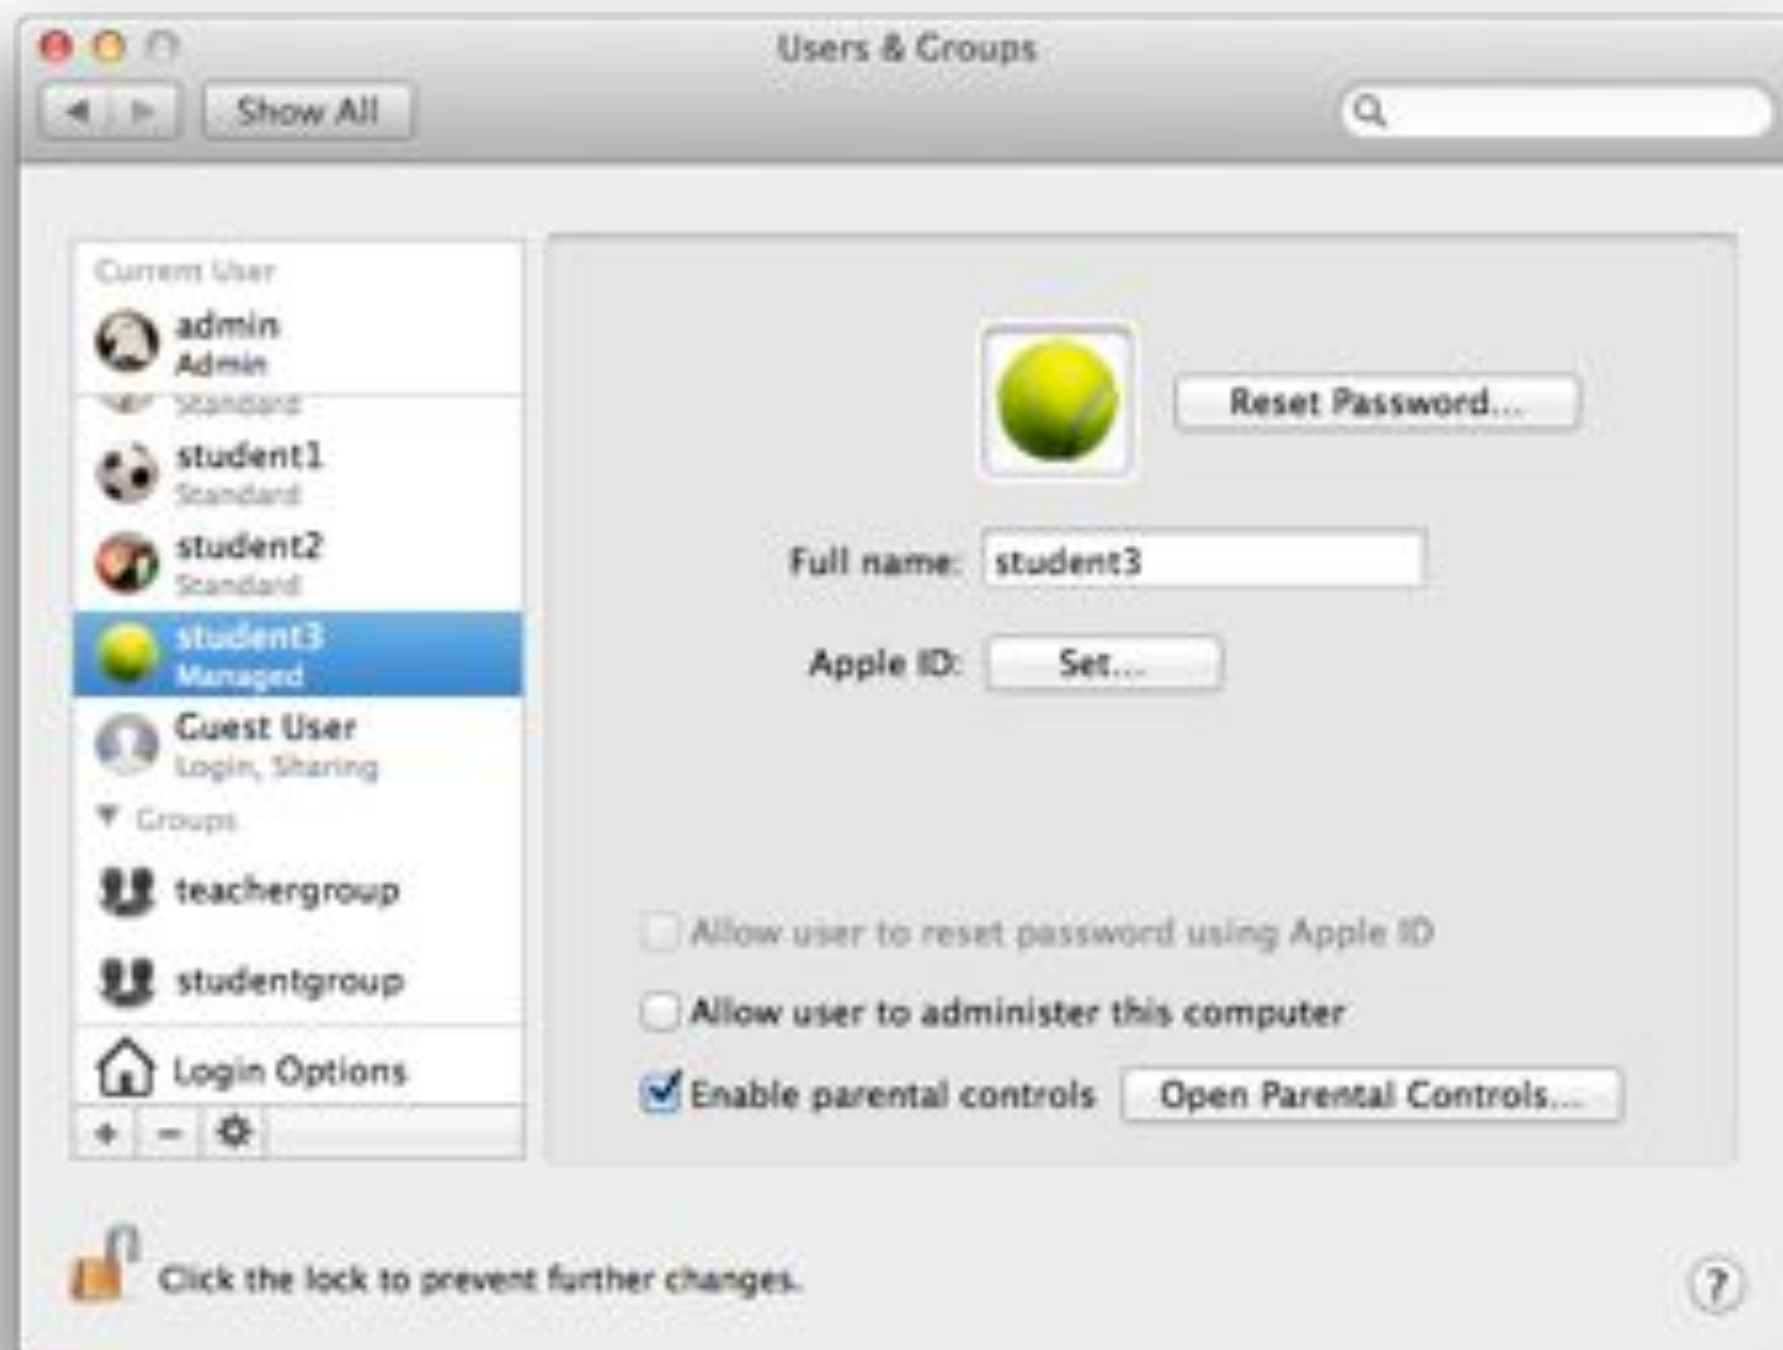 Users & Groups
Show All
Current User
admin
Admin
Standard
student1
Standard
student2
Standard
student3
Managed
Guest User
Login, Sharing
Groups
teachergroup
studentgroup
Login Options
Reset Password...
Full name: student3
Apple ID: Set...
Allow user to reset password using Apple ID
Allow user to administer this computer
Enable parental controls Open Parental Controls...
Click the lock to prevent further changes.
?